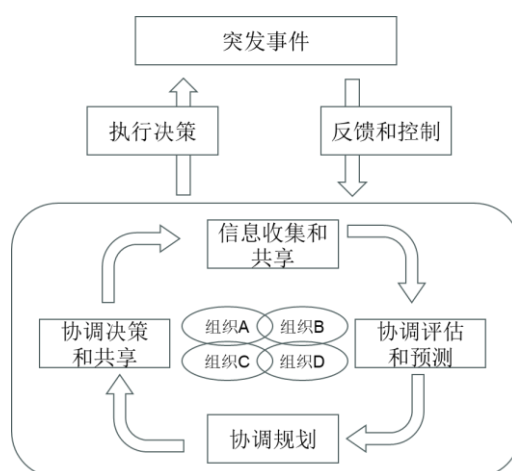 突发事件
执行决策
反馈和控制
信息收集和
共享
协调决策
和共享
组织A
组织B
组织C
组织D
协调评估
和预测
协调规划